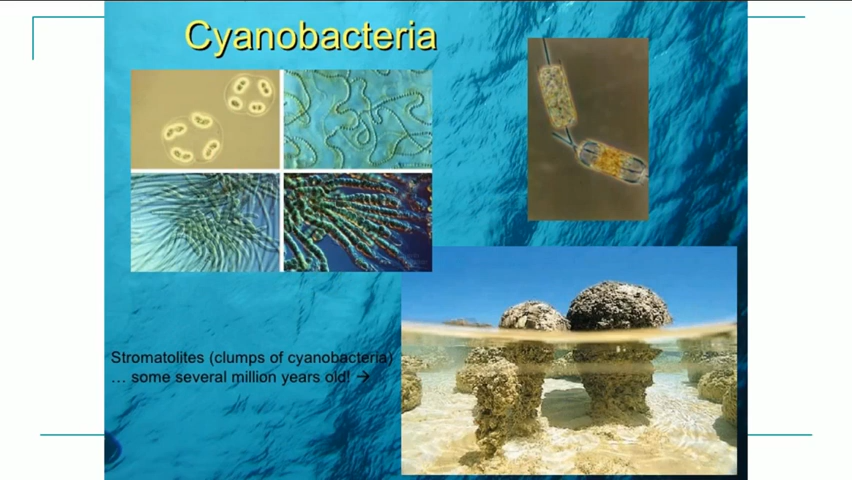 Cyanobacteria
Stromatolites (clumps of cyanobacteria)
… some several million years old! →